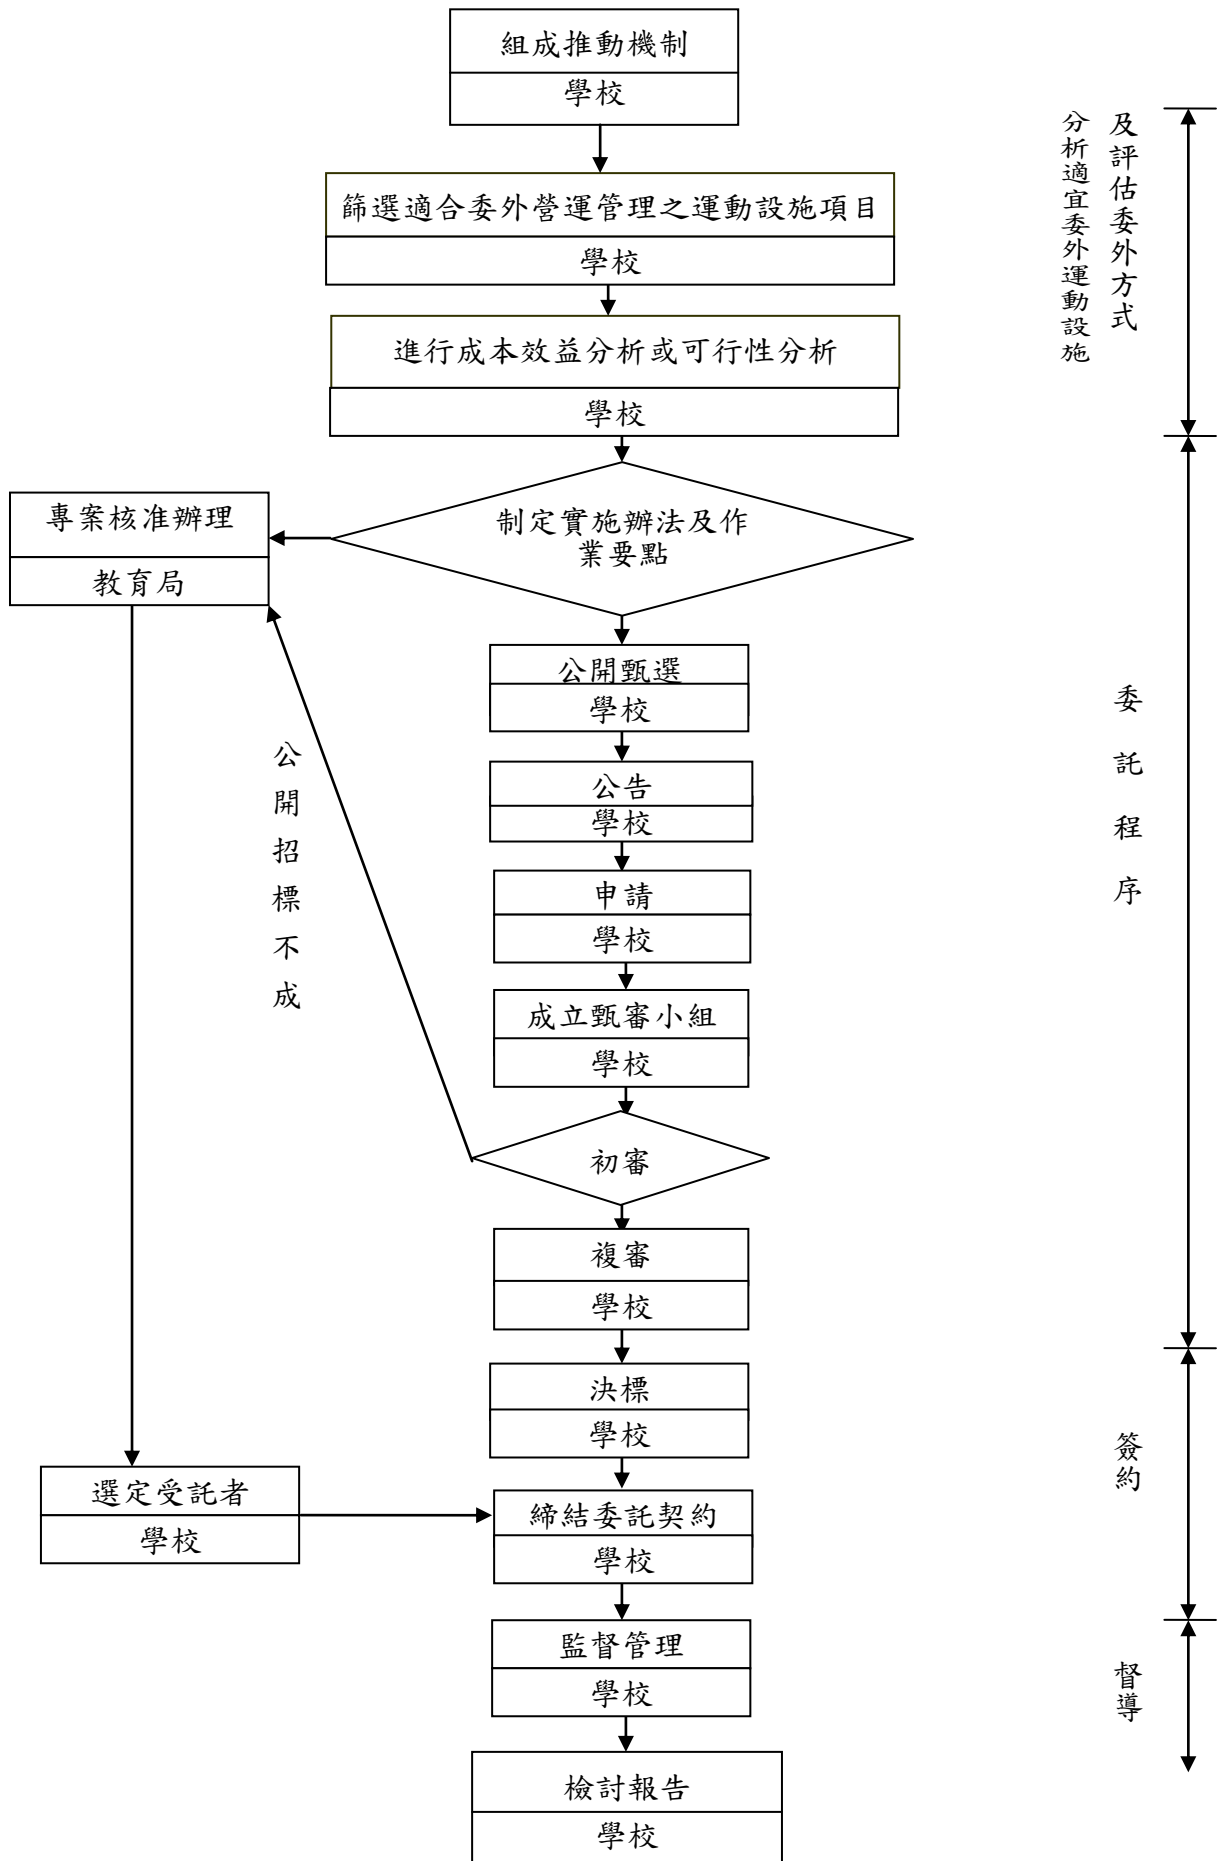 組成推動機制
學校
篩選適合委外營運管理之運動設施項目
學校
進行成本效益分析或可行性分析
學校
分析適宜委外運動設施
及評估委外方式
制定實施辦法及作
業要點
專案核准辦理
教育局
公開甄選
學校
公告
學校
申請
學校
成立甄審小組
學校
公開招標不成
初審
複審
學校
委託程序
決標
學校
選定受託者
學校
締結委託契約
學校
簽約
監督管理
學校
督導
檢討報告
學校